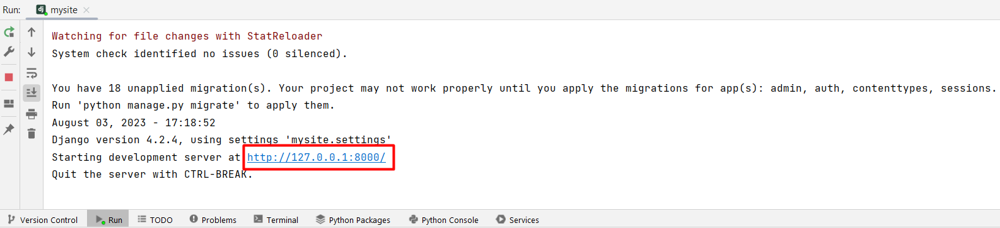 Run: dj mysite
Watching for file changes with StatReloader
System check identified no issues (0 silenced).
You have 18 unapplied migration(s). Your project may not work properly until you apply the migrations for app(s): admin, auth, contenttypes, sessions.
Run 'python manage.py migrate' to apply them.
August 03, 2023 - 17:18:52
Django version 4.2.4, using settings 'mysite.settings'
Starting development server at http://127.0.0.1:8000/
Quit the server with CTRL-BREAK.
Version Control Run TODO Problems Terminal Python Packages Python Console Services